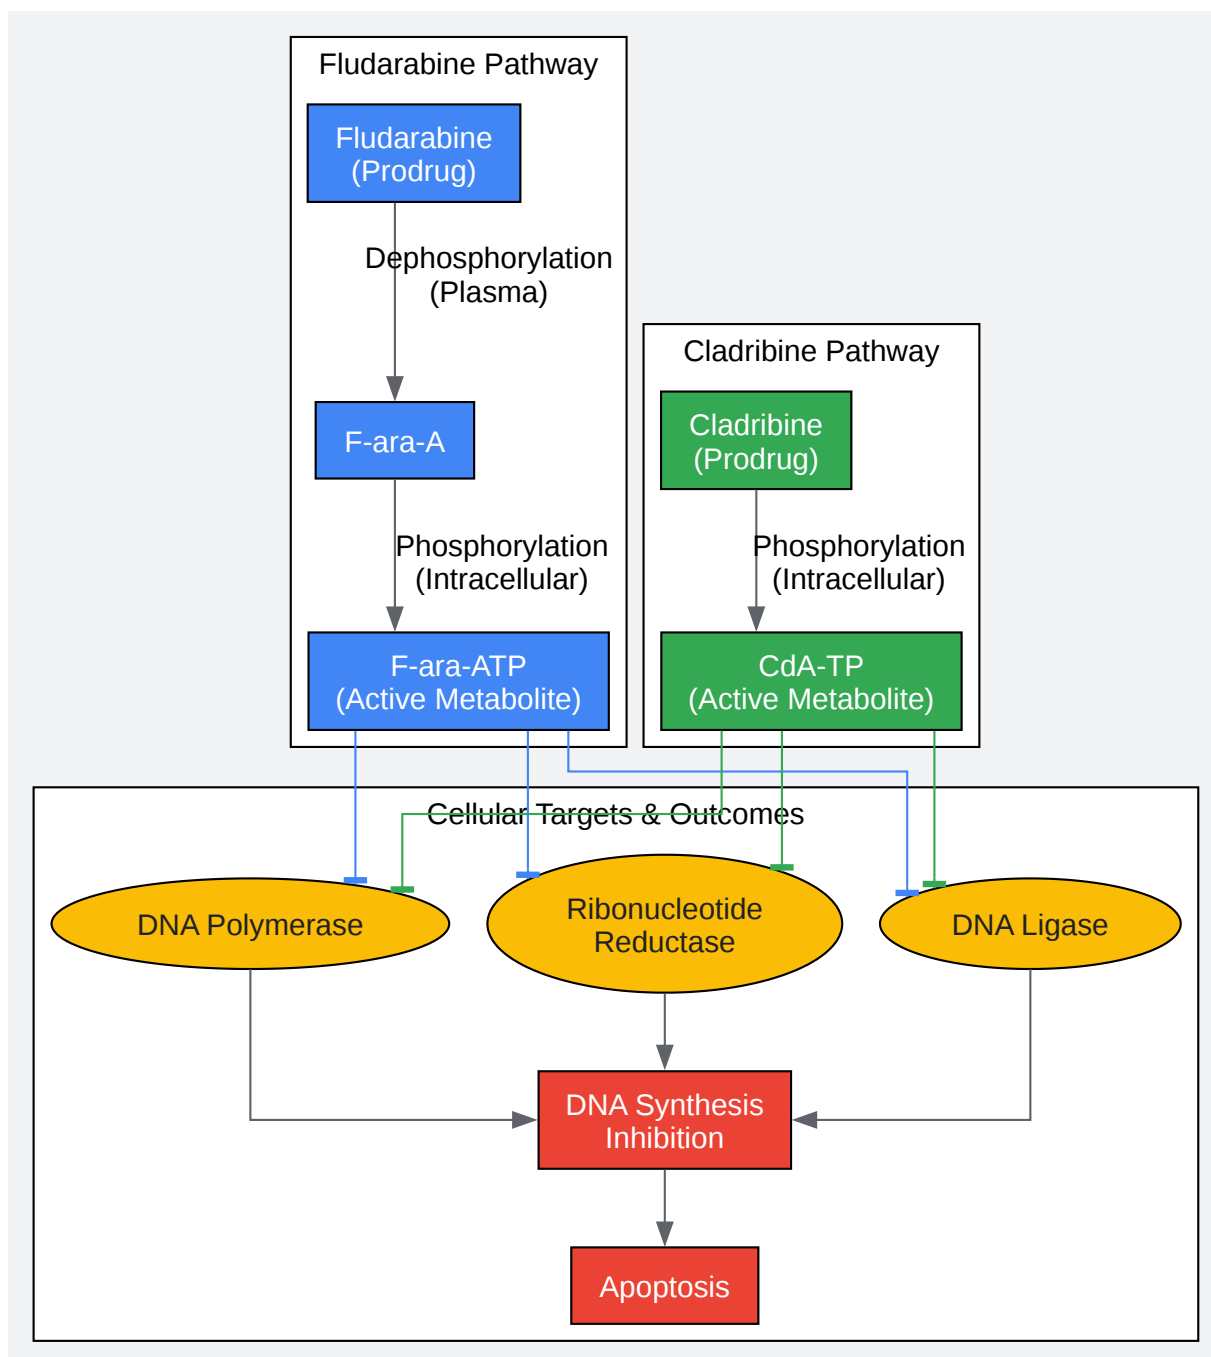 Fludarabine Pathway
Fludarabine
(Prodrug)
Dephosphorylation
(Plasma)
F-ara-A
Phosphorylation
(Intracellular)
F-ara-ATP
(Active Metabolite)
Cladribine Pathway
Cladribine
(Prodrug)
Phosphorylation
(Intracellular)
CdA-TP
(Active Metabolite)
Cellular Targets & Outcomes
DNA Polymerase
Ribonucleotide
Reductase
DNA Ligase
DNA Synthesis
Inhibition
Apoptosis